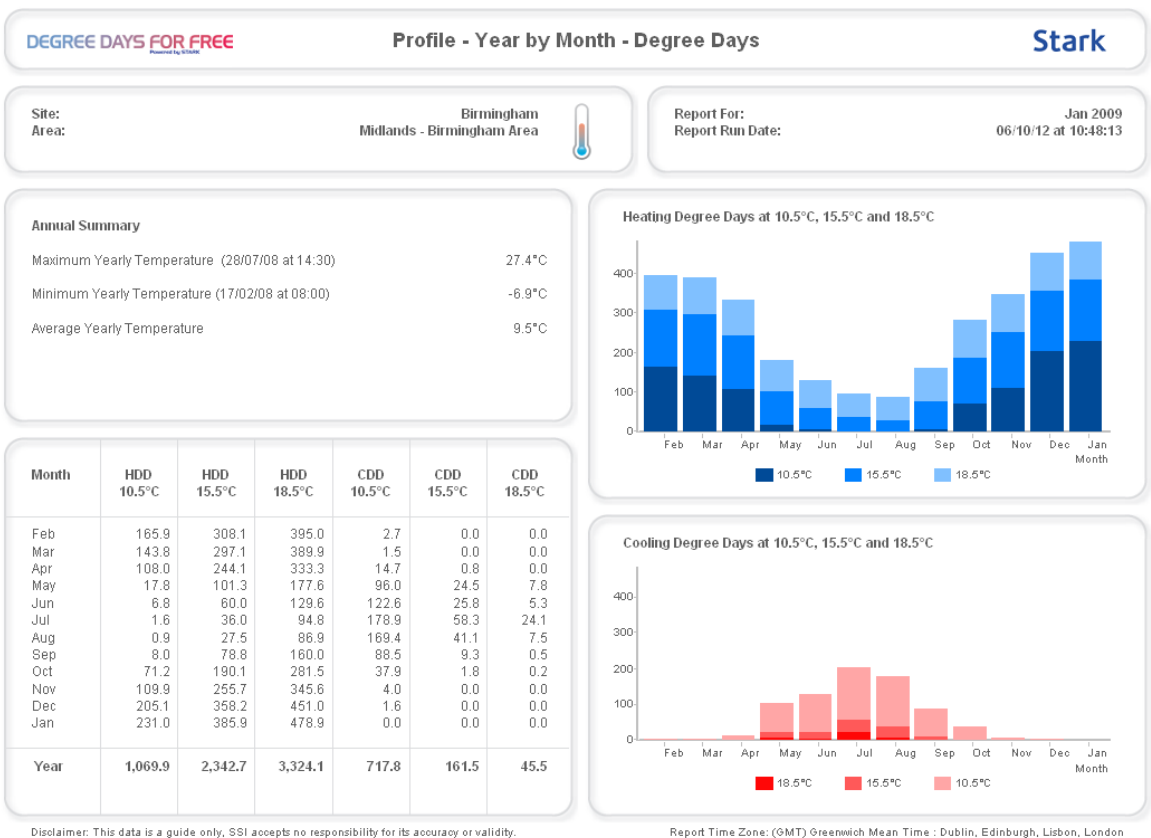 DEGREE DAYS FOR FREE
Powered by STARK
Profile - Year by Month - Degree Days
Stark
Site: Birmingham
Area: Midlands - Birmingham Area
Report For: Jan 2009
Report Run Date: 06/10/12 at 10:48:13
Annual Summary
Maximum Yearly Temperature (28/07/08 at 14:30) 27.4°C
Minimum Yearly Temperature (17/02/08 at 08:00) -6.9°C
Average Yearly Temperature 9.5°C
Heating Degree Days at 10.5°C, 15.5°C and 18.5°C
400
300
200
100
0
Feb Mar Apr May Jun Jul Aug Sep Oct Nov Dec Jan
Month
10.5°C 15.5°C 18.5°C
Month HDD HDD HDD CDD CDD CDD
10.5°C 15.5°C 18.5°C 10.5°C 15.5°C 18.5°C
Feb 165.9 308.1 395.0 2.7 0.0 0.0
Mar 143.8 297.1 389.9 1.5 0.0 0.0
Apr 108.0 244.1 333.3 14.7 0.8 0.0
May 17.8 101.3 177.6 96.0 24.5 7.8
Jun 6.8 60.0 129.6 122.6 25.8 5.3
Jul 1.6 36.0 94.8 178.9 58.3 24.1
Aug 0.9 27.5 86.9 169.4 41.1 7.5
Sep 8.0 78.8 160.0 88.5 9.3 0.5
Oct 71.2 190.1 281.5 37.9 1.8 0.2
Nov 109.9 255.7 345.6 4.0 0.0 0.0
Dec 205.1 358.2 451.0 1.6 0.0 0.0
Jan 231.0 385.9 478.9 0.0 0.0 0.0
Year 1,069.9 2,342.7 3,324.1 717.8 161.5 45.5
Cooling Degree Days at 10.5°C, 15.5°C and 18.5°C
400
300
200
100
0
Feb Mar Apr May Jun Jul Aug Sep Oct Nov Dec Jan
Month
18.5°C 15.5°C 10.5°C
Disclaimer: This data is a guide only, SSI accepts no responsibility for its accuracy or validity.
Report Time Zone: (GMT) Greenwich Mean Time : Dublin, Edinburgh, Lisbon, London